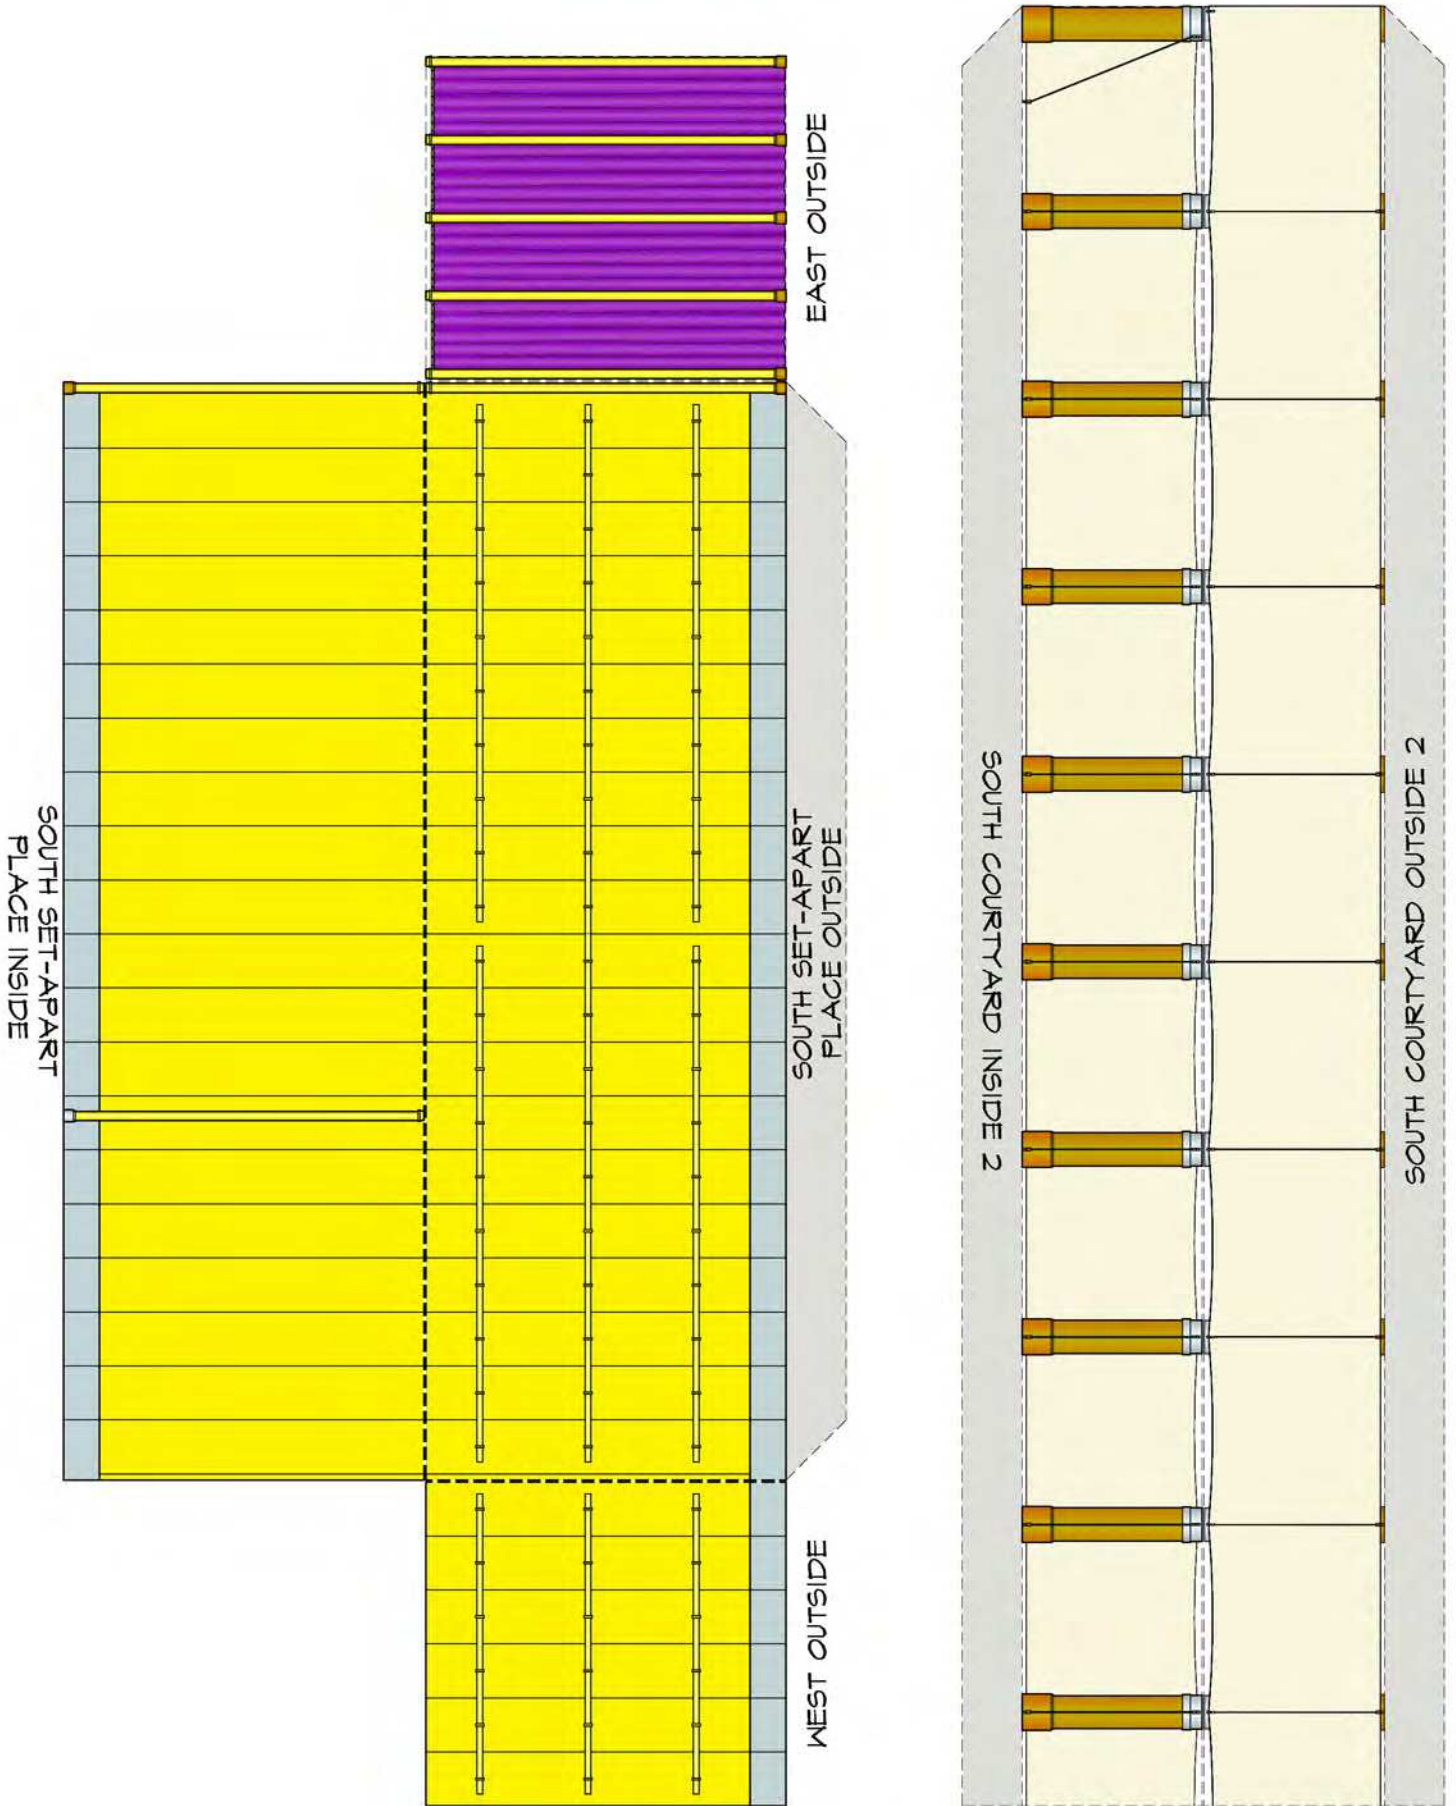 EAST OUTSIDE
SOUTH SET-APART
PLACE OUTSIDE
SOUTH SET-APART
PLACE INSIDE
WEST OUTSIDE
SOUTH COURTYARD INSIDE 2
SOUTH COURTYARD OUTSIDE 2